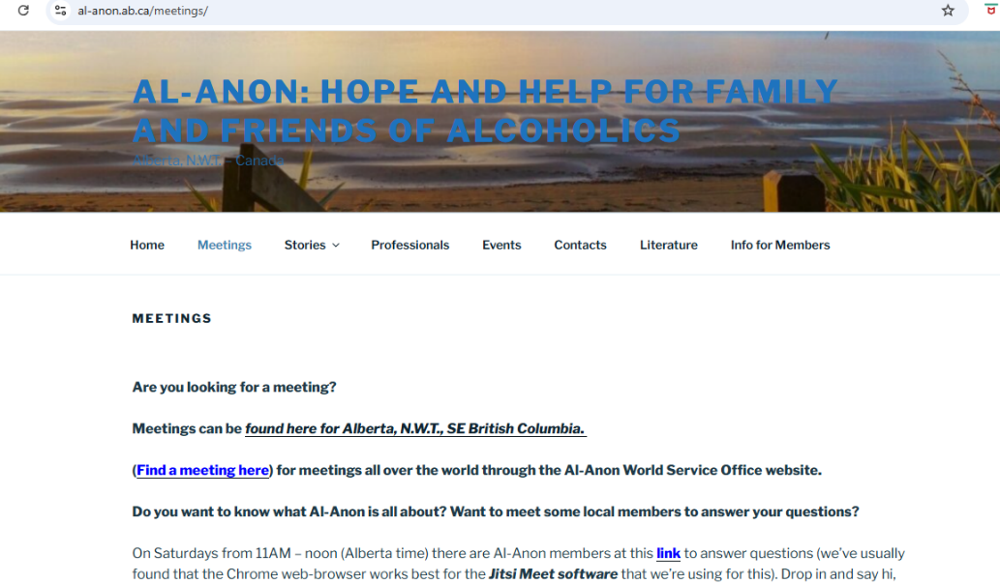 al-anon.ab.ca/meetings/
AL-ANON: HOPE AND HELP FOR FAMILY
AND FRIENDS OF ALCOHOLICS
Alberta, N.W.T. – Canada
Home Meetings Stories Professionals Events Contacts Literature Info for Members
MEETINGS
Are you looking for a meeting?
Meetings can be found here for Alberta, N.W.T., SE British Columbia.
(Find a meeting here) for meetings all over the world through the Al-Anon World Service Office website.
Do you want to know what Al-Anon is all about? Want to meet some local members to answer your questions?
On Saturdays from 11AM – noon (Alberta time) there are Al-Anon members at this link to answer questions (we’ve usually
found that the Chrome web-browser works best for the Jitsi Meet software that we’re using for this). Drop in and say hi,